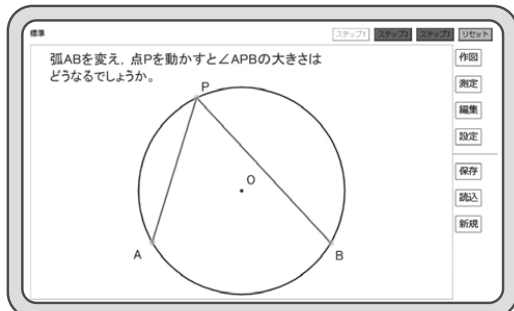 標準
ステップ1 ステップ2 ステップ3 リセット
弧ABを変え，点Pを動かすと∠APBの大きさは
どうなるでしょうか。
P
O
A
B
作図
測定
編集
設定
保存
読込
新規